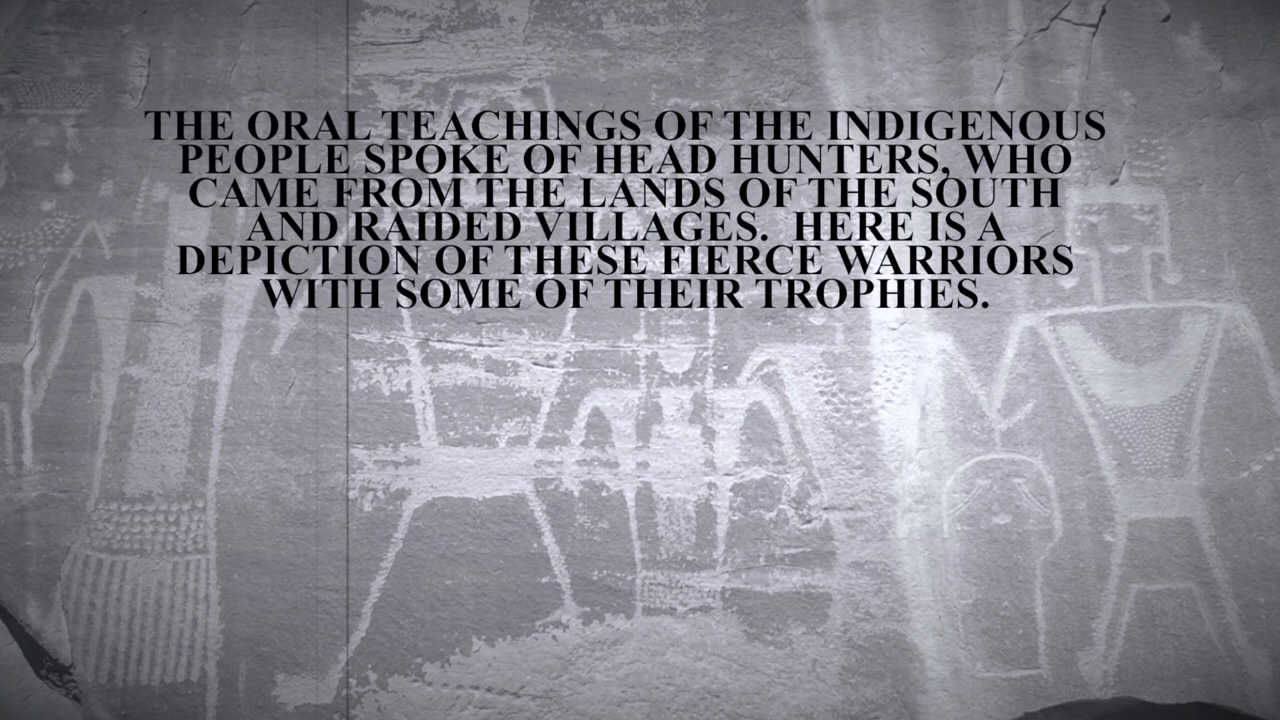 THE ORAL TEACHINGS OF THE INDIGENOUS
PEOPLE SPOKE OF HEAD HUNTERS, WHO
CAME FROM THE LANDS OF THE SOUTH
AND RAIDED VILLAGES.  HERE IS A
DEPICTION OF THESE FIERCE WARRIORS
WITH SOME OF THEIR TROPHIES.